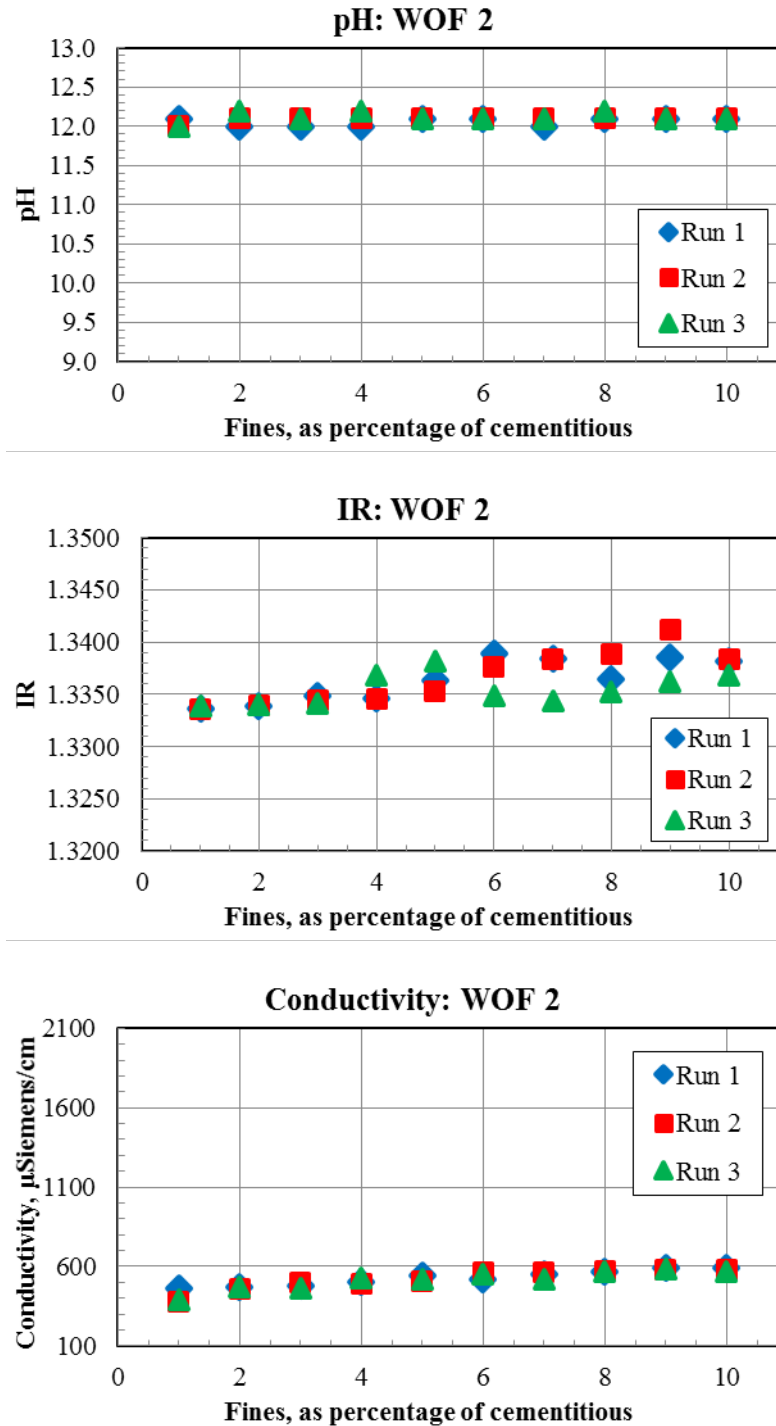 pH: WOF 2
13.0
12.5
12.0
11.5
11.0
10.5
10.0
9.5
9.0
pH
Run 1
Run 2
Run 3
0 2 4 6 8 10
Fines, as percentage of cementitious
IR: WOF 2
1.3500
1.3450
1.3400
1.3350
1.3300
1.3250
1.3200
IR
Run 1
Run 2
Run 3
0 2 4 6 8 10
Fines, as percentage of cementitious
Conductivity: WOF 2
2100
1600
1100
600
100
Conductivity, µSiemens/cm
Run 1
Run 2
Run 3
0 2 4 6 8 10
Fines, as percentage of cementitious